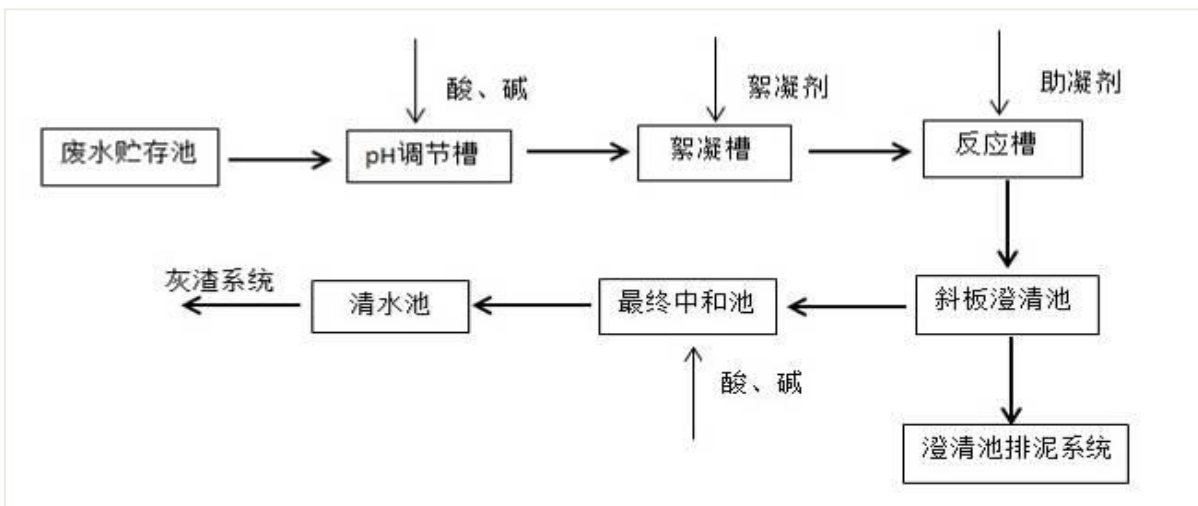 酸、碱
絮凝剂
助凝剂
废水贮存池
pH调节槽
絮凝槽
反应槽
灰渣系统
清水池
最终中和池
斜板澄清池
酸、碱
澄清池排泥系统